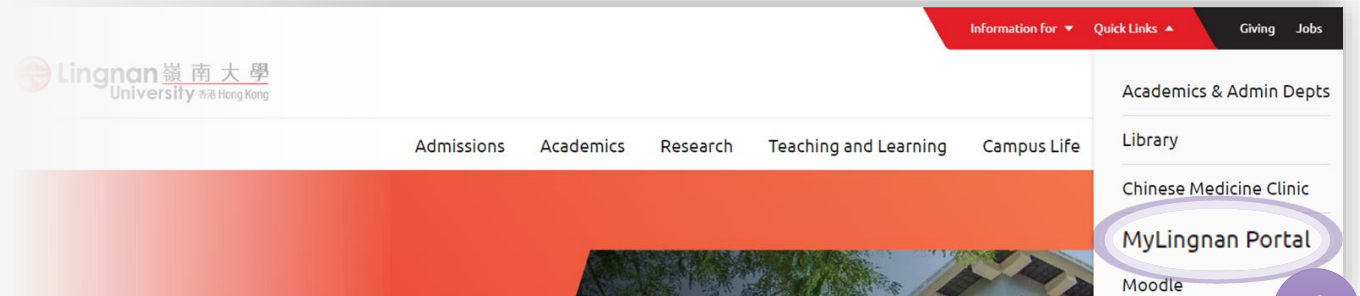 Information for Quick Links Giving Jobs
Lingnan 嶺南大學
University 香港 Hong Kong
Academics & Admin Depts
Library
Admissions Academics Research Teaching and Learning Campus Life
Chinese Medicine Clinic
MyLingnan Portal
Moodle